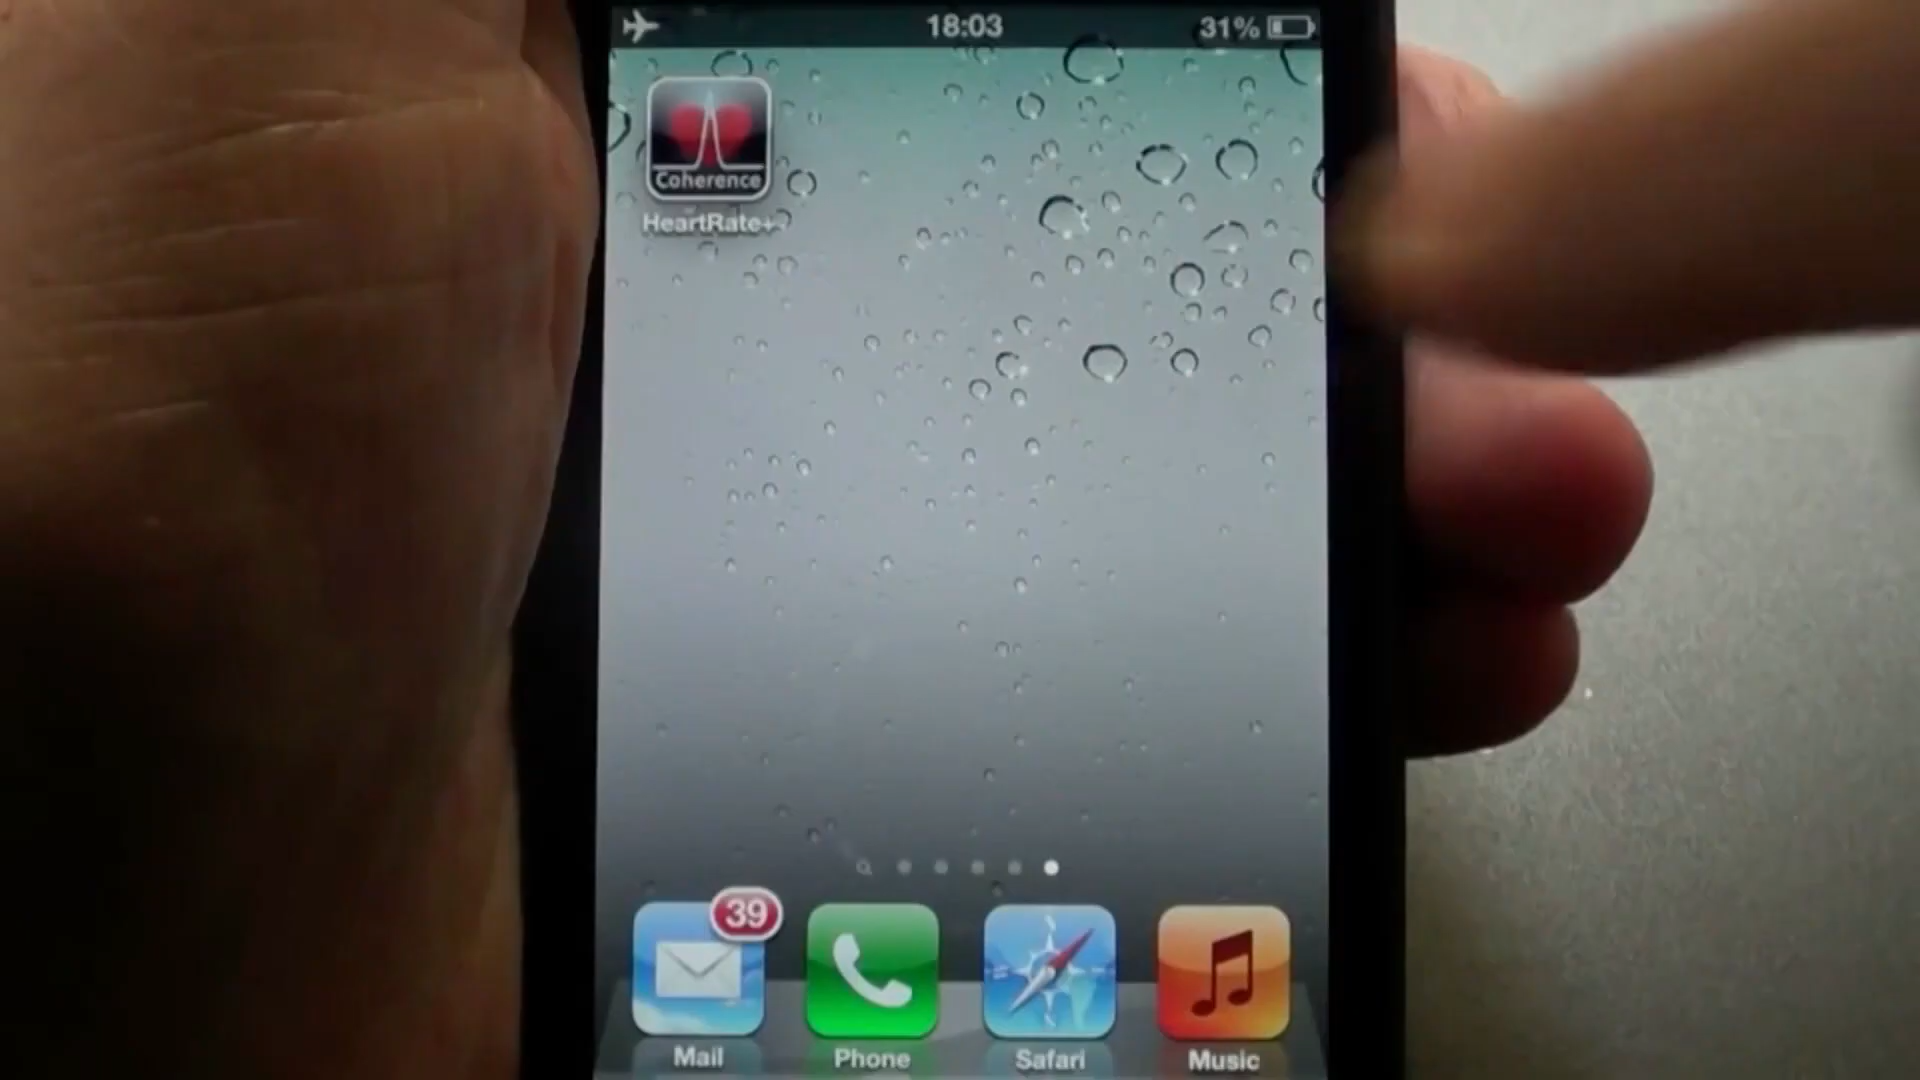 18:03
31%
Coherence
HeartRate+
39
Mail
Phone
Safari
Music